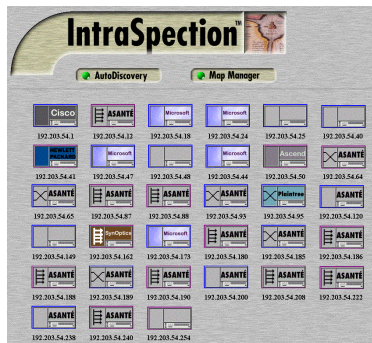 IntraSpection™
AutoDiscovery Map Manager
Cisco ASANTÉ Microsoft Microsoft
192.203.54.1 192.203.54.12 192.203.54.18 192.203.54.24 192.203.54.25 192.203.54.40
HEWLETT PACKARD Microsoft Microsoft Ascend ASANTÉ
192.203.54.46 192.203.54.47 192.203.54.48 192.203.54.44 192.203.54.50 192.203.54.64
ASANTÉ ASANTÉ ASANTÉ ASANTÉ Plaintree ASANTÉ
192.203.54.65 192.203.54.87 192.203.54.88 192.203.54.93 192.203.54.95 192.203.54.120
SynOptics Microsoft ASANTÉ ASANTÉ ASANTÉ
192.203.54.149 192.203.54.162 192.203.54.173 192.203.54.180 192.203.54.185 192.203.54.186
ASANTÉ ASANTÉ ASANTÉ ASANTÉ ASANTÉ ASANTÉ
192.203.54.188 192.203.54.189 192.203.54.190 192.203.54.200 192.203.54.208 192.203.54.222
ASANTÉ ASANTÉ
192.203.54.238 192.203.54.240 192.203.54.254